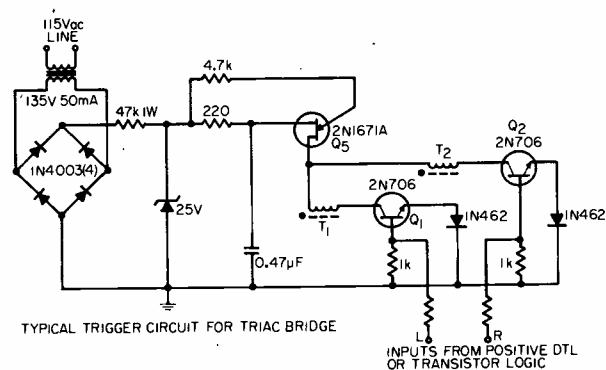 115Vac
LINE
135V 50mA
1N4003(4)
47k 1W
4.7k
220
25V
0.47µF
2N1671A
Q5
T1
2N706
Q1
1k
1N462
T2
Q2
2N706
1k
1N462
L
R
INPUTS FROM POSITIVE DTL
OR TRANSISTOR LOGIC
TYPICAL TRIGGER CIRCUIT FOR TRIAC BRIDGE